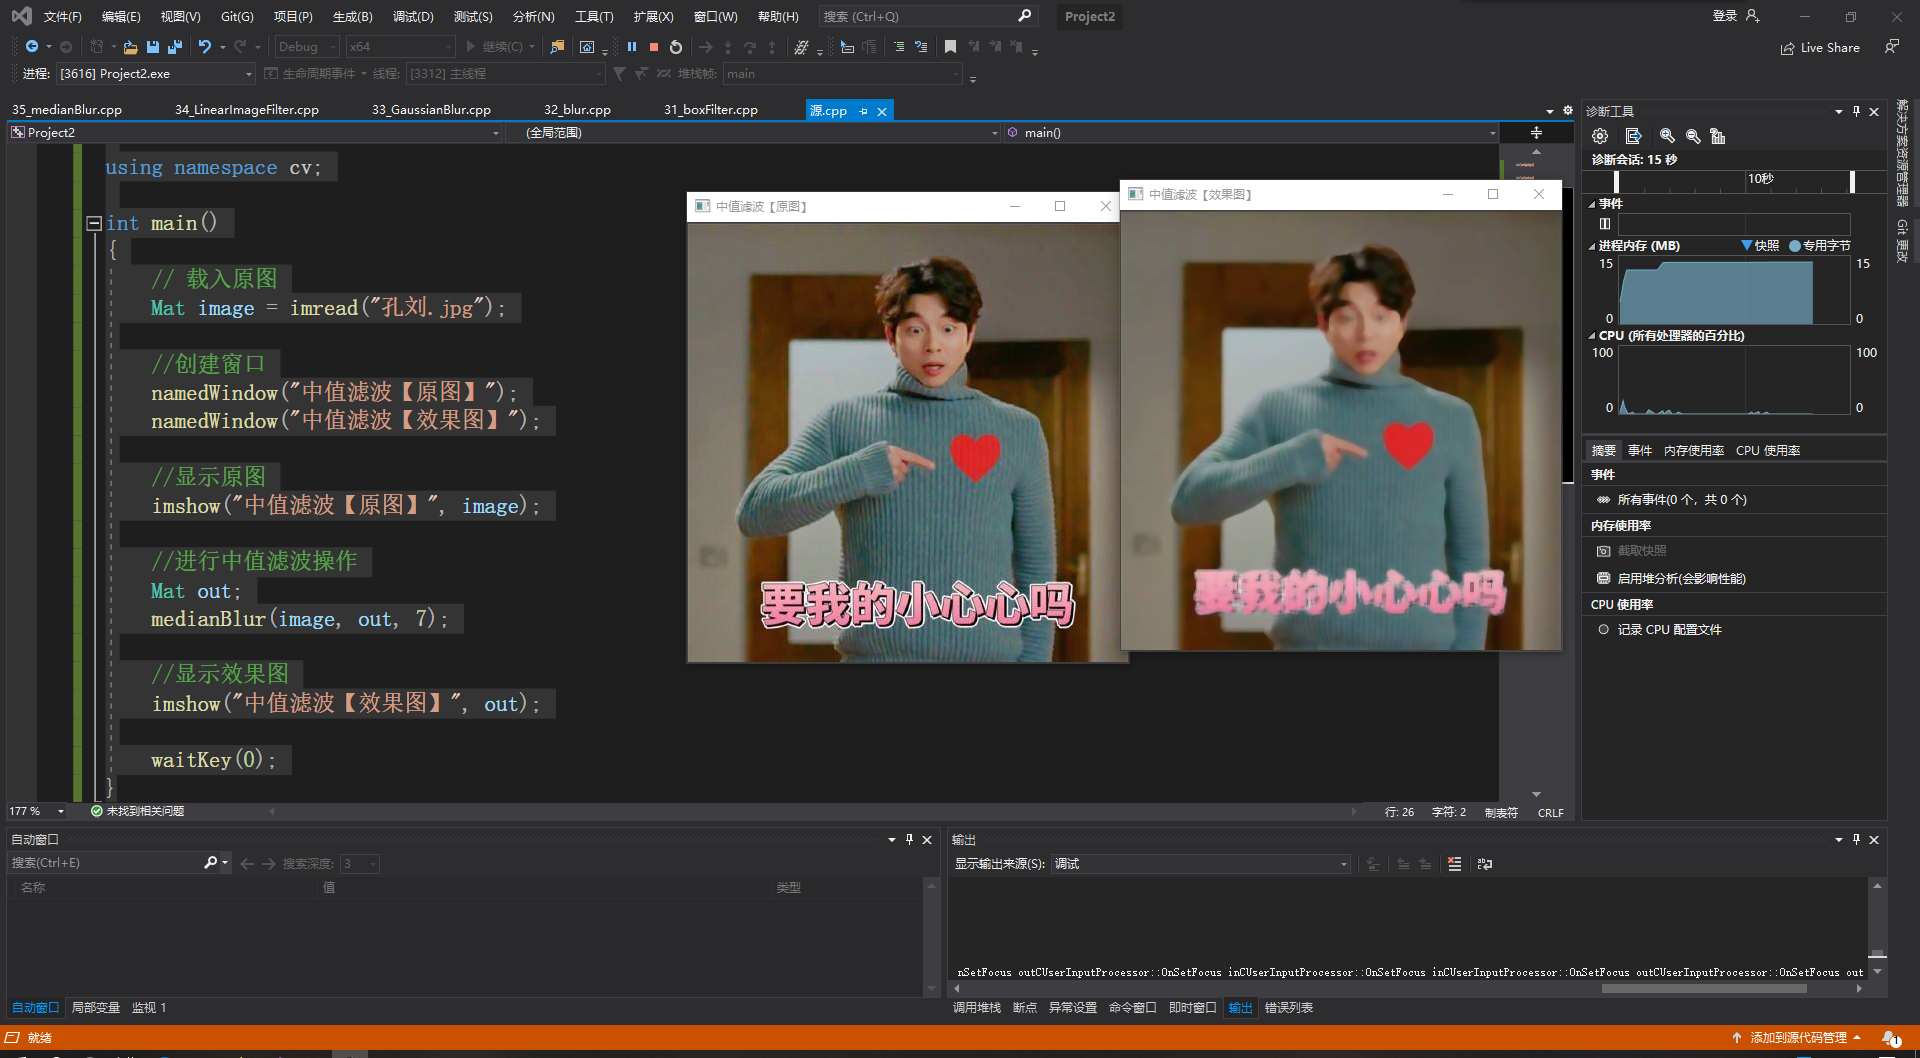 文件(F) 编辑(E) 视图(V) Git(G) 项目(P) 生成(B) 调试(D) 测试(S) 分析(N) 工具(T) 扩展(X) 窗口(W) 帮助(H) 搜索 (Ctrl+Q) Project2 登录
Debug x64 继续(C) Live Share
进程: [3616] Project2.exe 生命周期事件 线程: [3312] 主线程 堆栈帧: main
35_medianBlur.cpp 34_LinearImageFilter.cpp 33_GaussianBlur.cpp 32_blur.cpp 31_boxFilter.cpp 源.cpp
Project2 (全局范围) main()
using namespace cv;
int main()
{
// 载入原图
Mat image = imread("孔刘.jpg");
//创建窗口
namedWindow("中值滤波【原图】");
namedWindow("中值滤波【效果图】");
//显示原图
imshow("中值滤波【原图】", image);
//进行中值滤波操作
Mat out;
medianBlur(image, out, 7);
//显示效果图
imshow("中值滤波【效果图】", out);
waitKey(0);
}
中值滤波【原图】
要我的小心心吗
中值滤波【效果图】
要我的小心心吗
177 % 未找到相关问题 行: 26 字符: 2 制表符 CRLF
诊断工具
诊断会话: 15 秒
10秒
事件
进程内存 (MB) 快照 专用字节
15 15
0 0
CPU (所有处理器的百分比)
100 100
0 0
摘要 事件 内存使用率 CPU 使用率
事件
所有事件(0 个，共 0 个)
内存使用率
截取快照
启用堆分析(会影响性能)
CPU 使用率
记录 CPU 配置文件
解决方案资源管理器
Git 更改
自动窗口
搜索(Ctrl+E) 搜索深度: 3
名称 值 类型
自动窗口 局部变量 监视 1
输出
显示输出来源(S): 调试
nSetFocus outCUserInputProcessor::OnSetFocus inCUserInputProcessor::OnSetFocus inCUserInputProcessor::OnSetFocus outCUserInputProcessor::OnSetFocus out
调用堆栈 断点 异常设置 命令窗口 即时窗口 输出 错误列表
就绪 添加到源代码管理 1